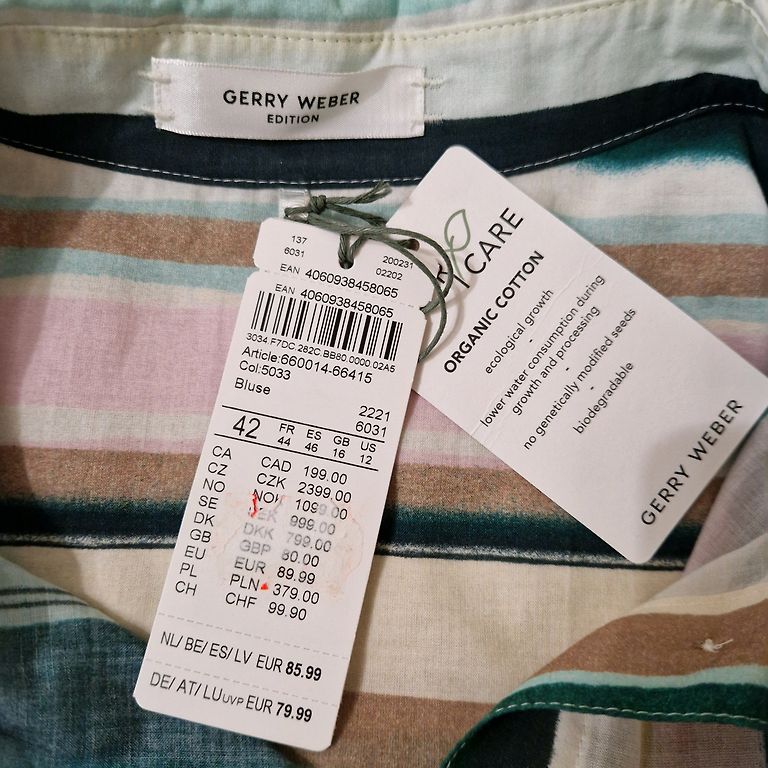 GERRY WEBER
EDITION
137
6031
200231
02202
EAN 4060938458065
EAN 4060938458065
3034.F7DC.282C.BB80.0000.02A5
Article:660014-66415
Col:5033
Bluse
2221
6031
42 FR ES GB US
44 46 16 12
CA CAD 199.00
CZ CZK 2399.00
NO NOK 1099.00
SE SEK 999.00
DK DKK 799.00
GB GBP 80.00
EU EUR 89.99
PL PLN 379.00
CH CHF 99.90
NL/BE/ES/LV EUR 85.99
DE/AT/LU UVP EUR 79.99
CARE
ORGANIC COTTON
ecological growth
-
lower water consumption during
growth and processing
-
no genetically modified seeds
-
biodegradable
GERRY WEBER